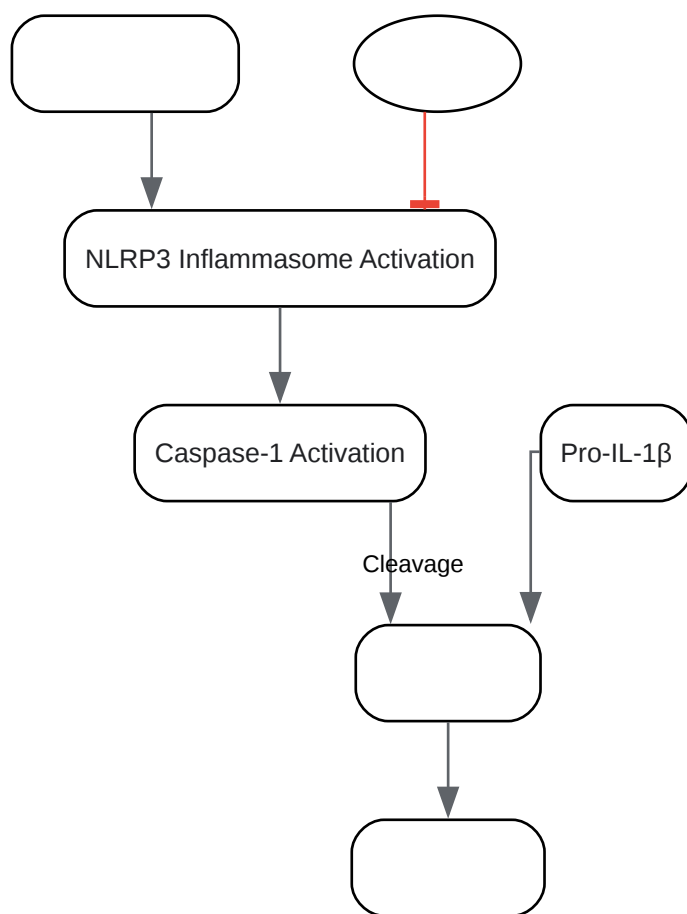 NLRP3 Inflammasome Activation
Caspase-1 Activation
Pro-IL-1β
Cleavage